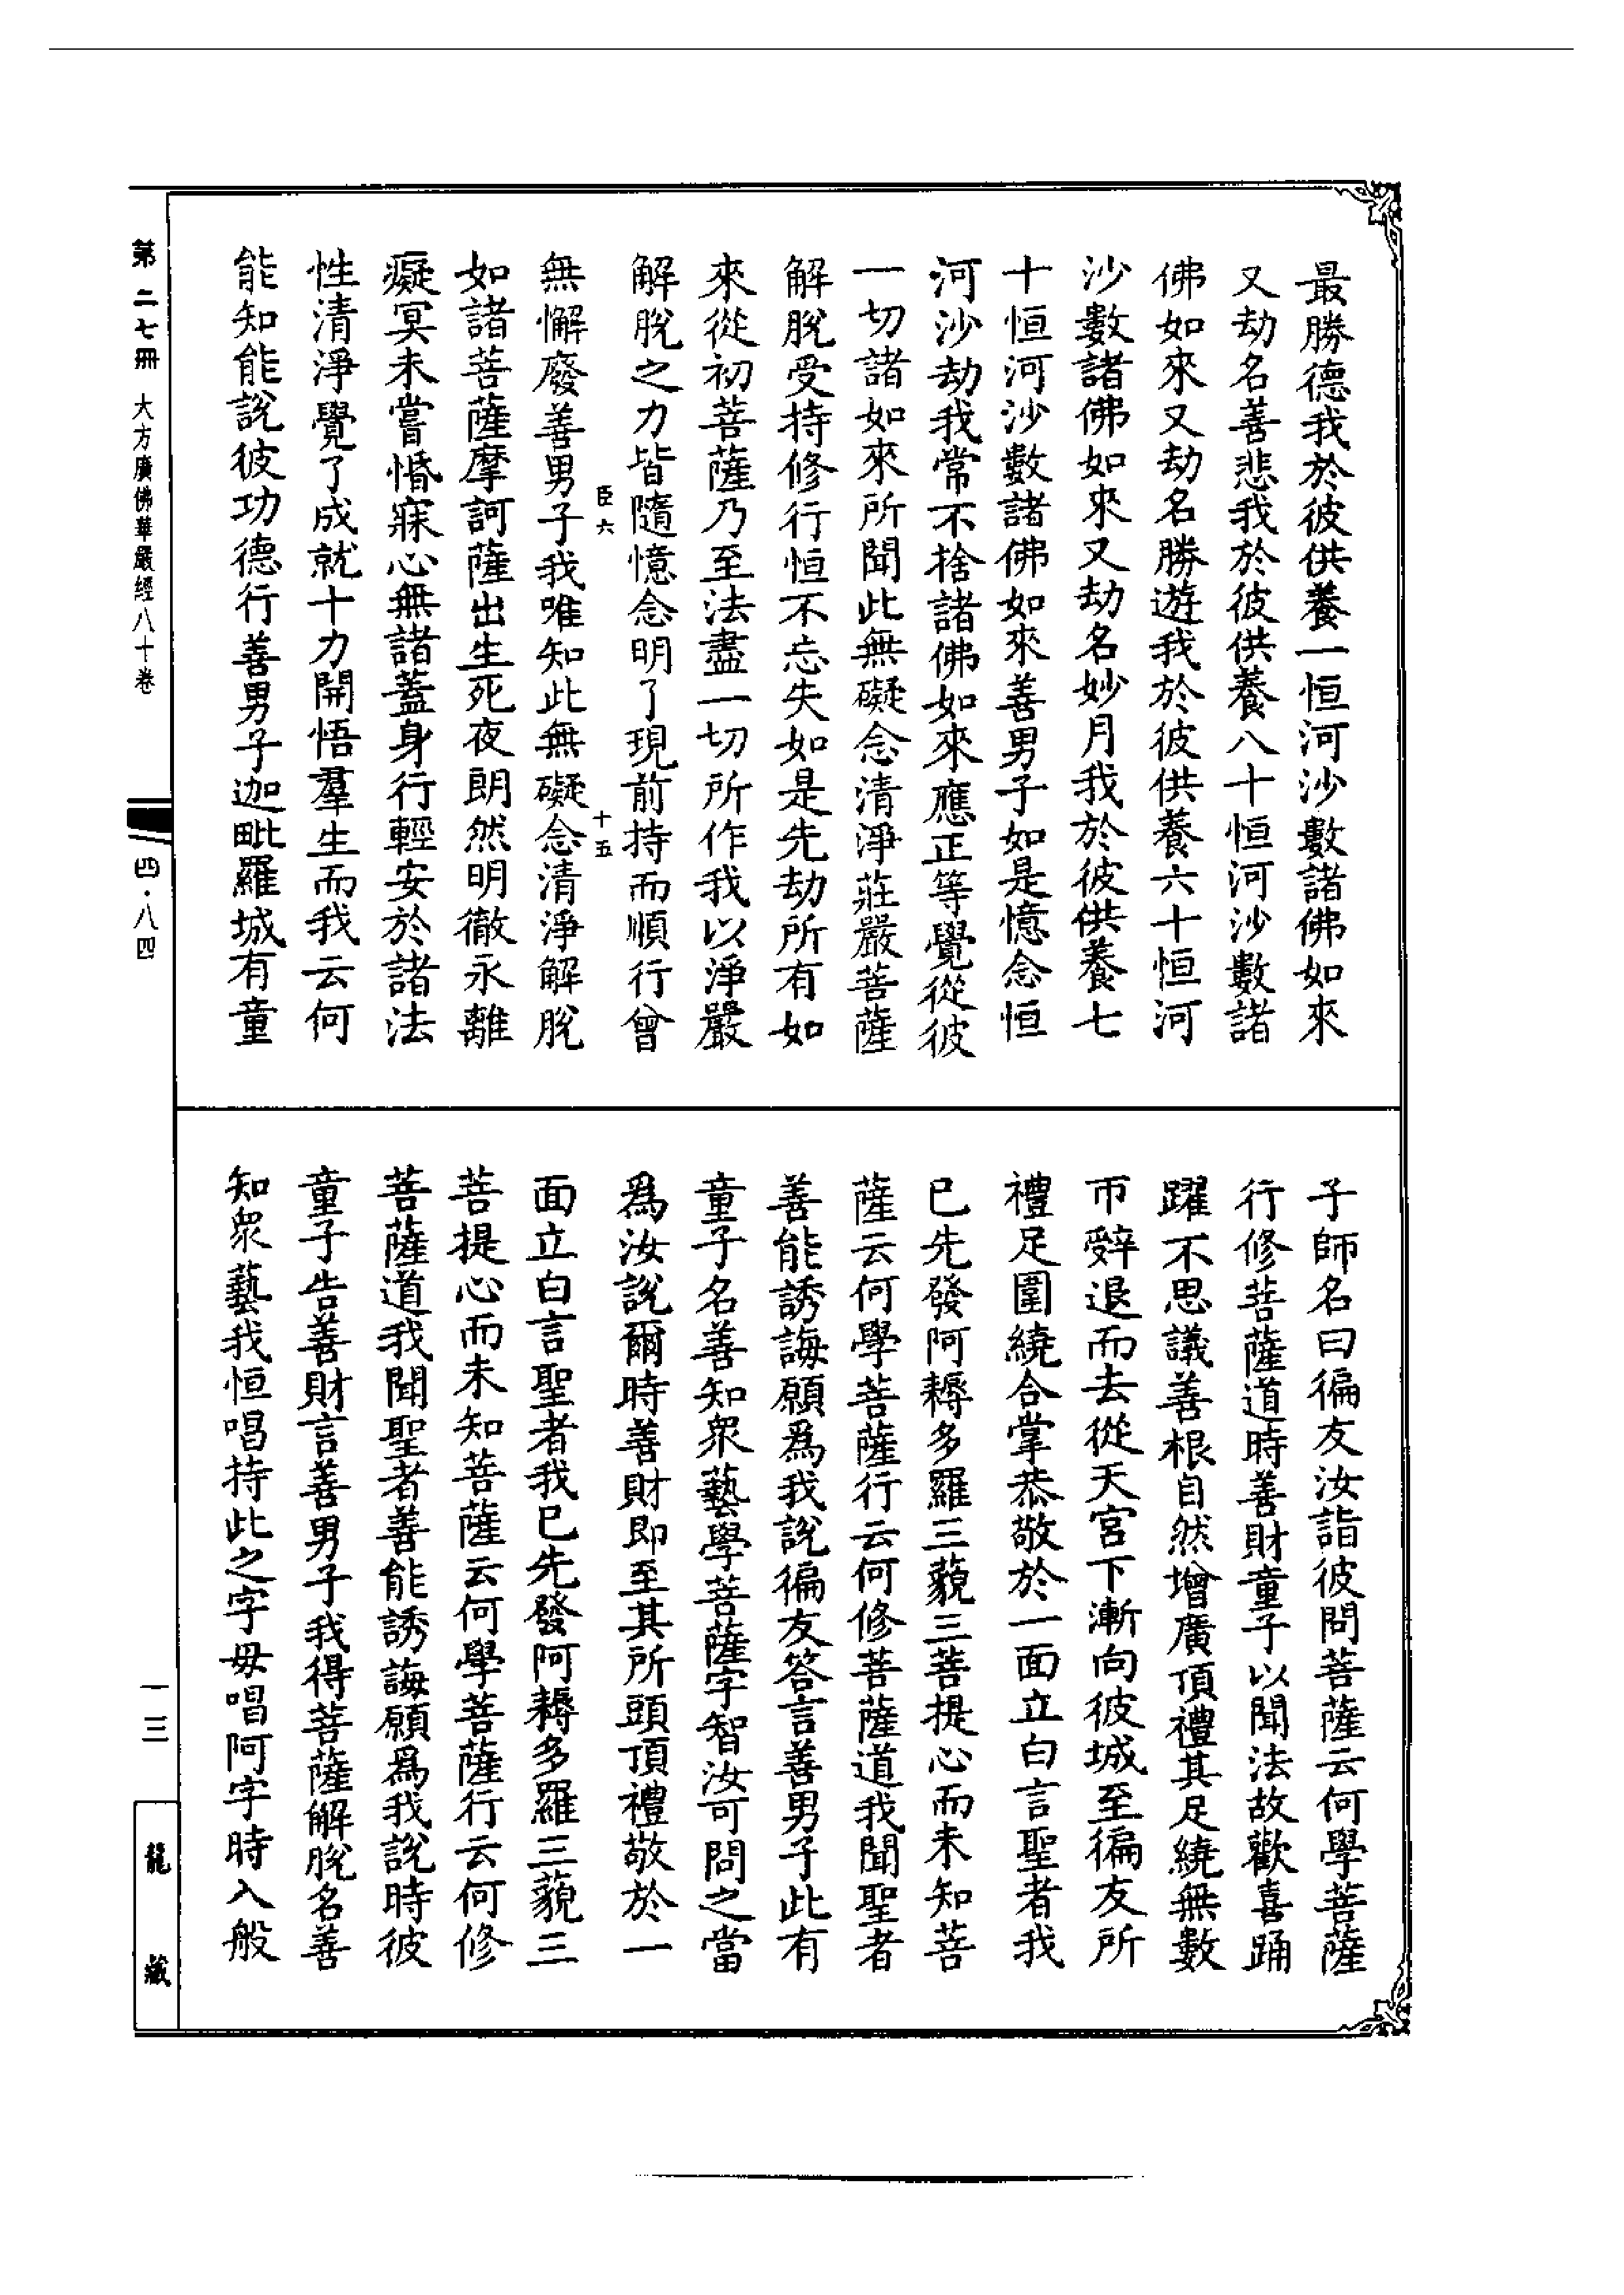 最勝德我於彼供養一恒河沙數諸佛如來
又劫名善悲我於彼供養八十恒河沙數諸
佛如來又劫名勝遊我於彼供養六十恒河
沙數諸佛如來又劫名妙月我於彼供養七
十恒河沙數諸佛如來善男子如是憶念恒
河沙劫我常不捨諸佛如來應正等覺從彼
一切諸如來所聞此無礙念清淨莊嚴菩薩
解脫受持修行恒不忘失如是先劫所有如
來從初菩薩乃至法盡一切所作我以淨嚴
解脫之力皆隨憶念明了現前持而順行曾
臣六
十五
無懈廢善男子我唯知此無礙念清淨解脫
如諸菩薩摩訶薩出生死夜朗然明徹永離
癡冥未嘗惛寐心無諸蓋身行輕安於諸法
性清淨覺了成就十力開悟羣生而我云何
能知能說彼功德行善男子迦毗羅城有童
子師名曰徧友汝詣彼問菩薩云何學菩薩
行修菩薩道時善財童子以聞法故歡喜踊
躍不思議善根自然增廣頂禮其足繞無數
帀辭退而去從天宮下漸向彼城至徧友所
禮足圍繞合掌恭敬於一面立白言聖者我
已先發阿耨多羅三藐三菩提心而未知菩
薩云何學菩薩行云何修菩薩道我聞聖者
善能誘誨願爲我說徧友答言善男子此有
童子名善知衆藝學菩薩字智汝可問之當
爲汝說爾時善財即至其所頭頂禮敬於一
面立白言聖者我已先發阿耨多羅三藐三
菩提心而未知菩薩云何學菩薩行云何修
菩薩道我聞聖者善能誘誨願爲我說時彼
童子告善財言善男子我得菩薩解脫名善
知衆藝我恒唱持此之字母唱阿字時入般
第二七冊 大方廣佛華嚴經八十卷
四·八四
一三
龍藏